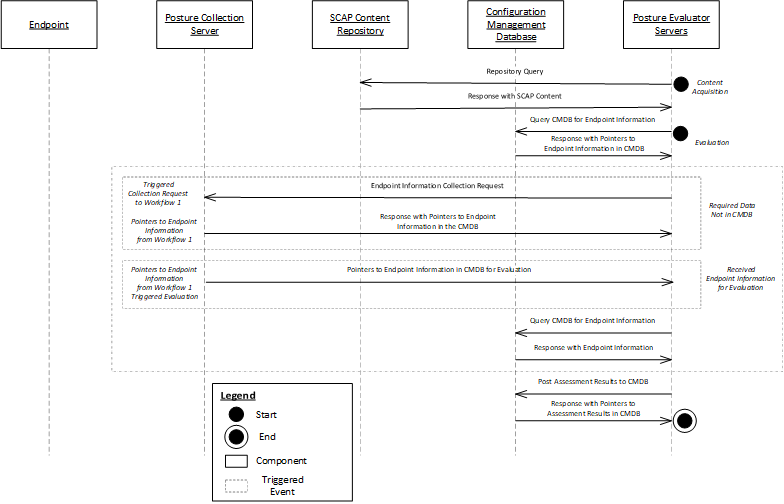 Endpoint
Posture Collection
Server
SCAP Content
Repository
Configuration
Management
Database
Posture Evaluator
Servers
Repository Query
Content
Acquisition
Response with SCAP Content
Query CMDB for Endpoint Information
Evaluation
Response with Pointers to
Endpoint Information in CMDB
Triggered
Collection Request
to Workflow 1
Endpoint Information Collection Request
Required Data
Not in CMDB
Pointers to Endpoint
Information
from Workflow 1
Response with Pointers to Endpoint
Information in the CMDB
Pointers to Endpoint
Information
from Workflow 1
Triggered Evaluation
Pointers to Endpoint Information in CMDB for Evaluation
Received
Endpoint Information
for Evaluation
Query CMDB for Endpoint Information
Response with Endpoint Information
Post Assessment Results to CMDB
Response with Pointers to
Assessment Results in CMDB
Legend
Start
End
Component
Triggered
Event